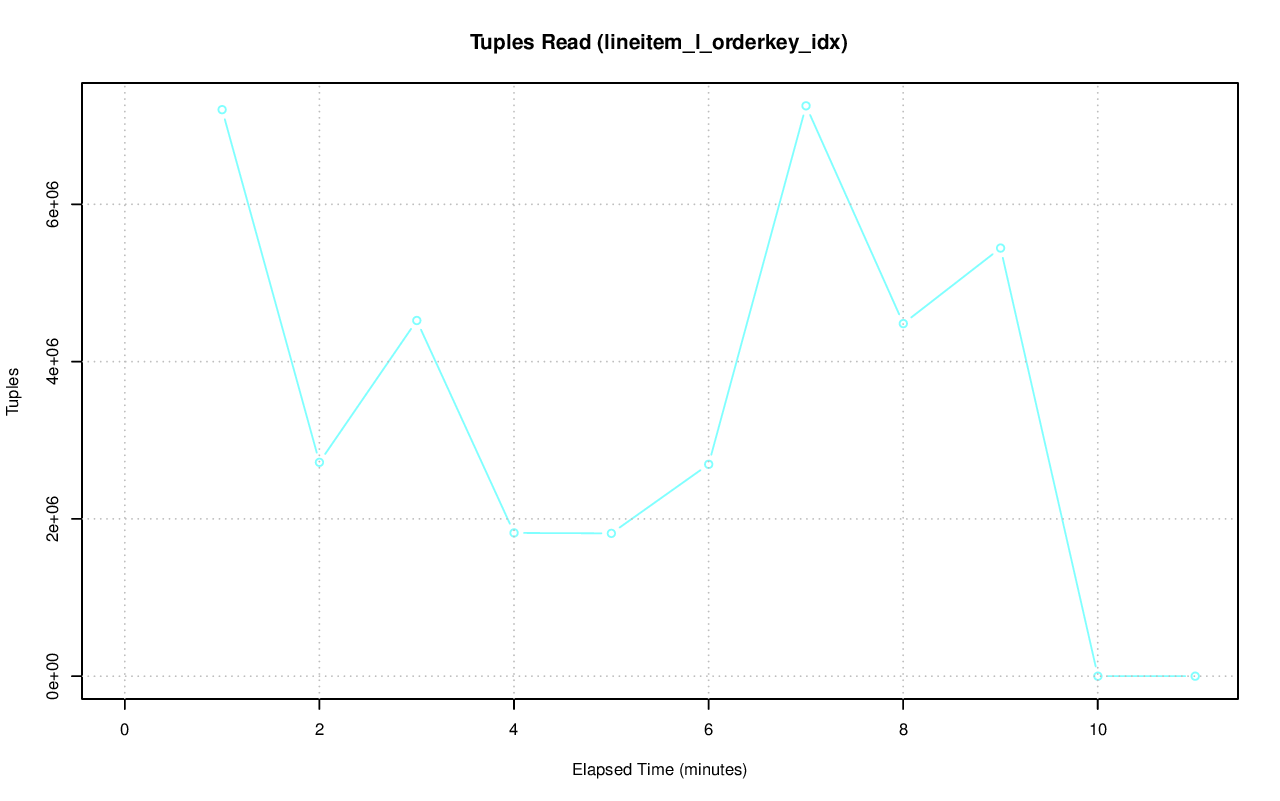 Tuples Read (lineitem_l_orderkey_idx)
6e+06
4e+06
2e+06
0e+00
Tuples
0 2 4 6 8 10
Elapsed Time (minutes)